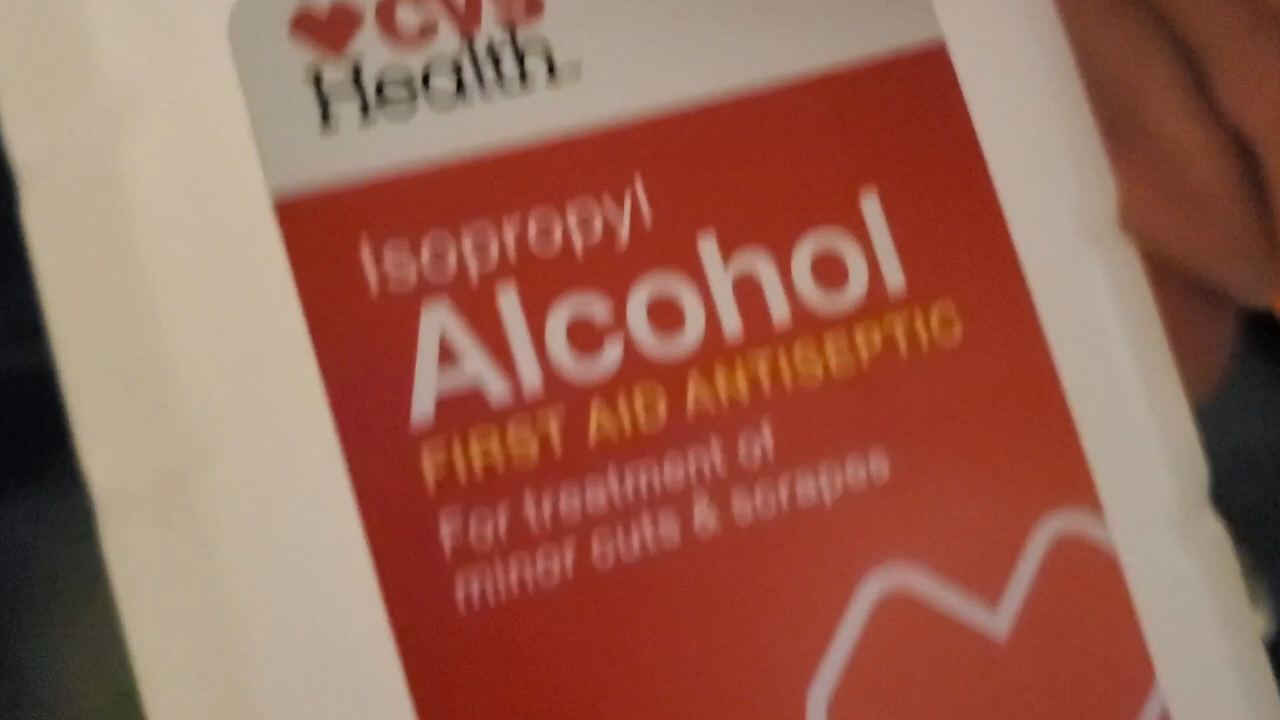 CVS
Health.
Isopropyl
Alcohol
FIRST AID ANTISEPTIC
For treatment of
minor cuts & scrapes